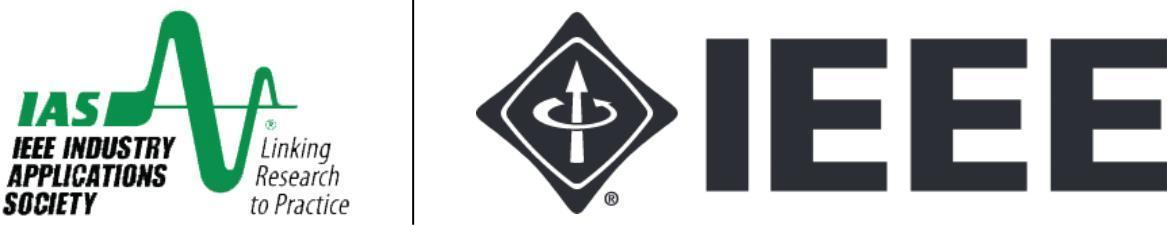 IAS
®
IEEE INDUSTRY
APPLICATIONS
SOCIETY
Linking
Research
to Practice
®
IEEE